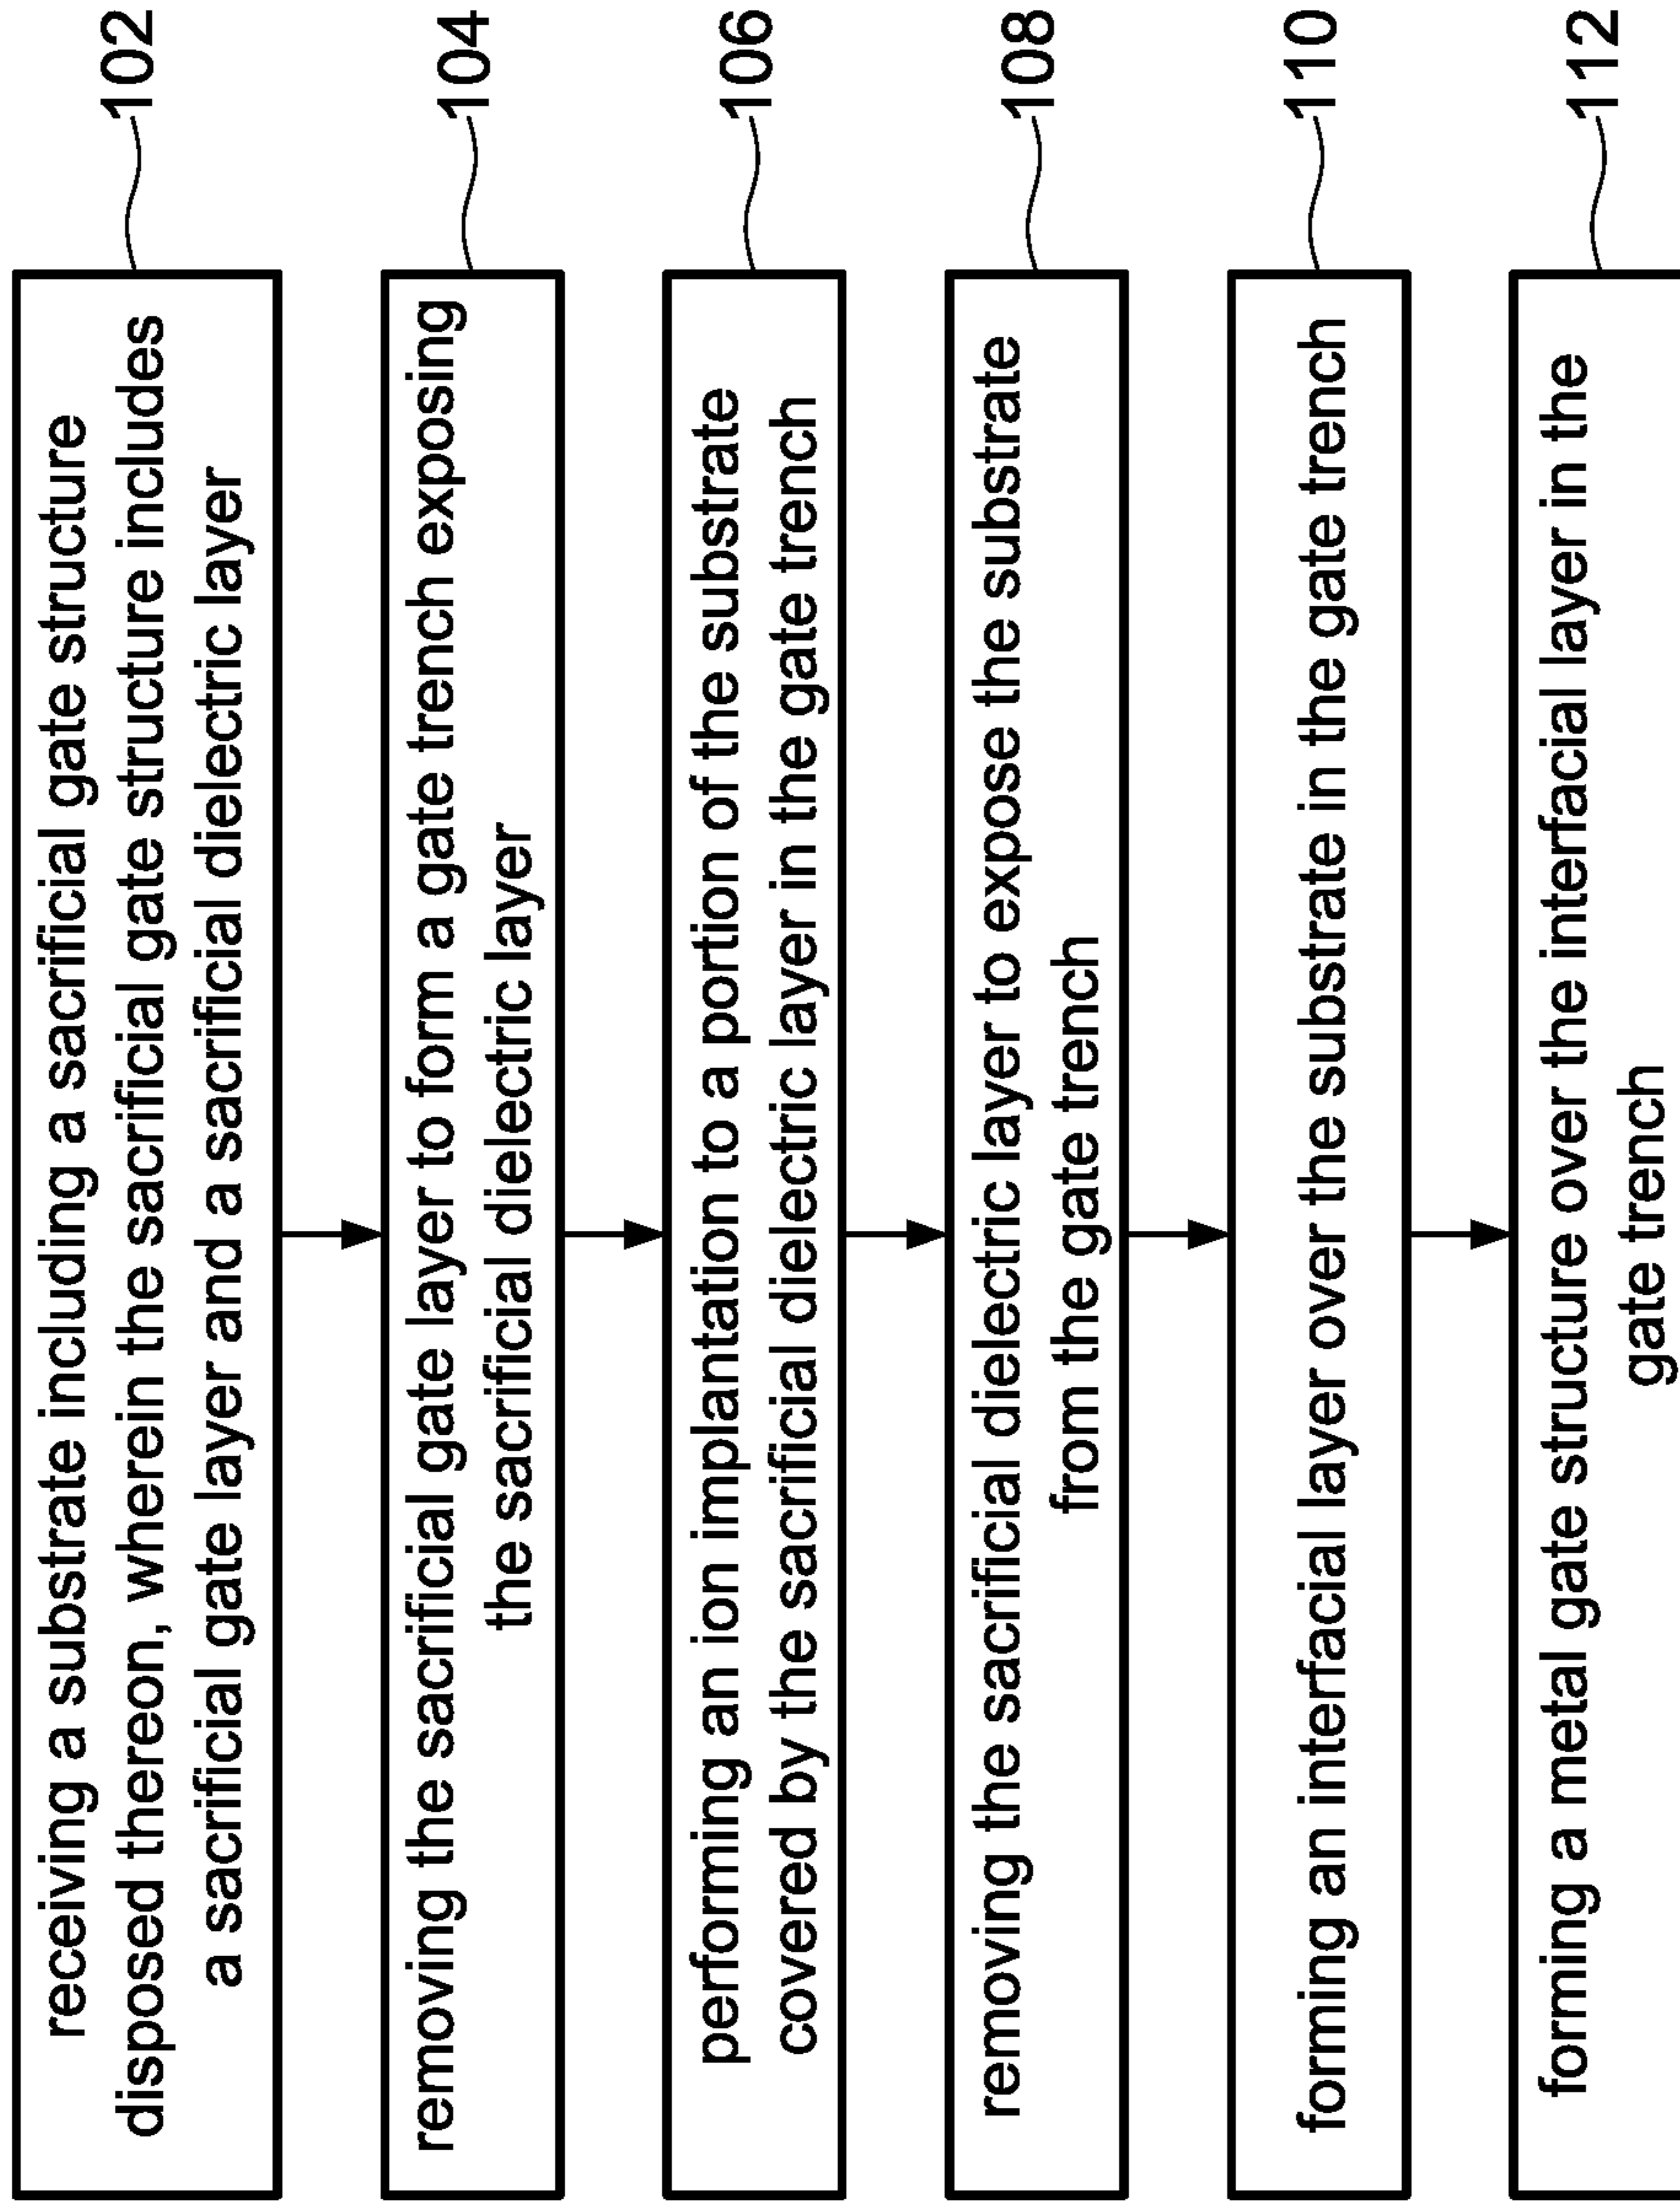 receiving a substrate including a sacrificial gate structure
disposed thereon, wherein the sacrificial gate structure includes
a sacrificial gate layer and a sacrificial dielectric layer
102
removing the sacrificial gate layer to form a gate trench exposing
the sacrificial dielectric layer
104
performing an ion implantation to a portion of the substrate
covered by the sacrificial dielectric layer in the gate trench
106
removing the sacrificial dielectric layer to expose the substrate
from the gate trench
108
forming an interfacial layer over the substrate in the gate trench
110
forming a metal gate structure over the interfacial layer in the
gate trench
112